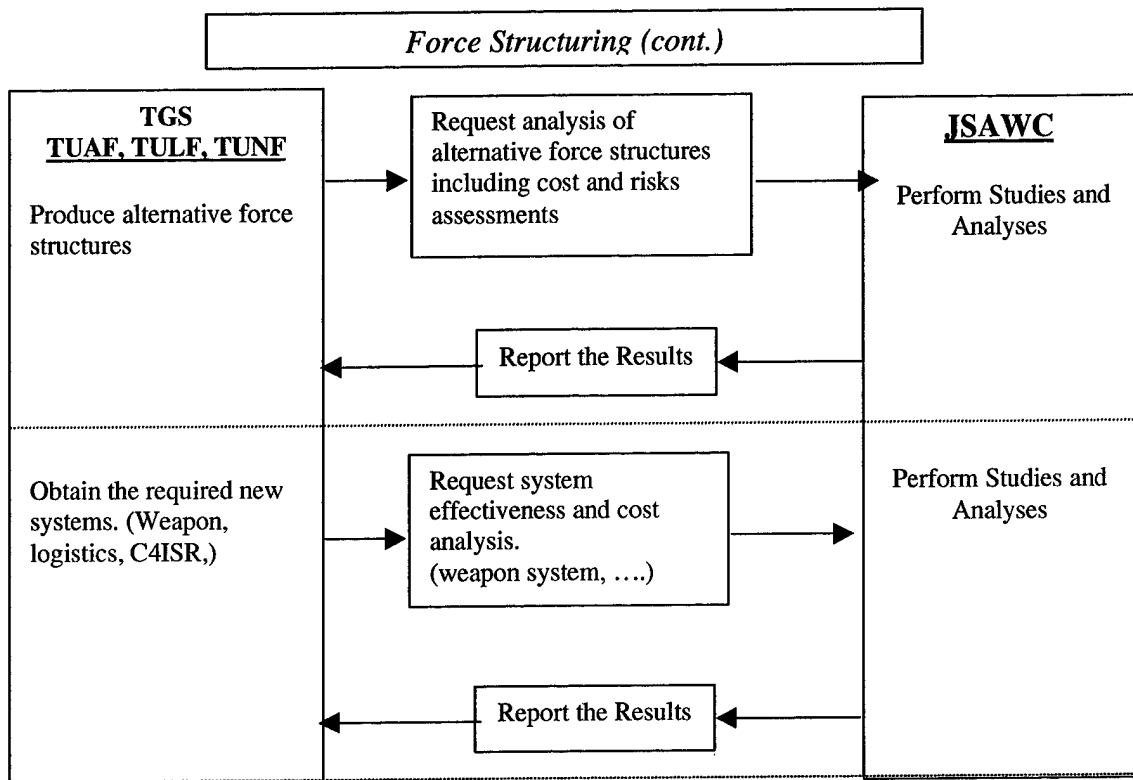 Force Structuring (cont.)
TGS
TUAF, TULF, TUNF
Produce alternative force
structures
Request analysis of
alternative force structures
including cost and risks
assessments
JSAWC
Perform Studies and
Analyses
Report the Results
Obtain the required new
systems. (Weapon,
logistics, C4ISR,)
Request system
effectiveness and cost
analysis.
(weapon system, ….)
Perform Studies and
Analyses
Report the Results